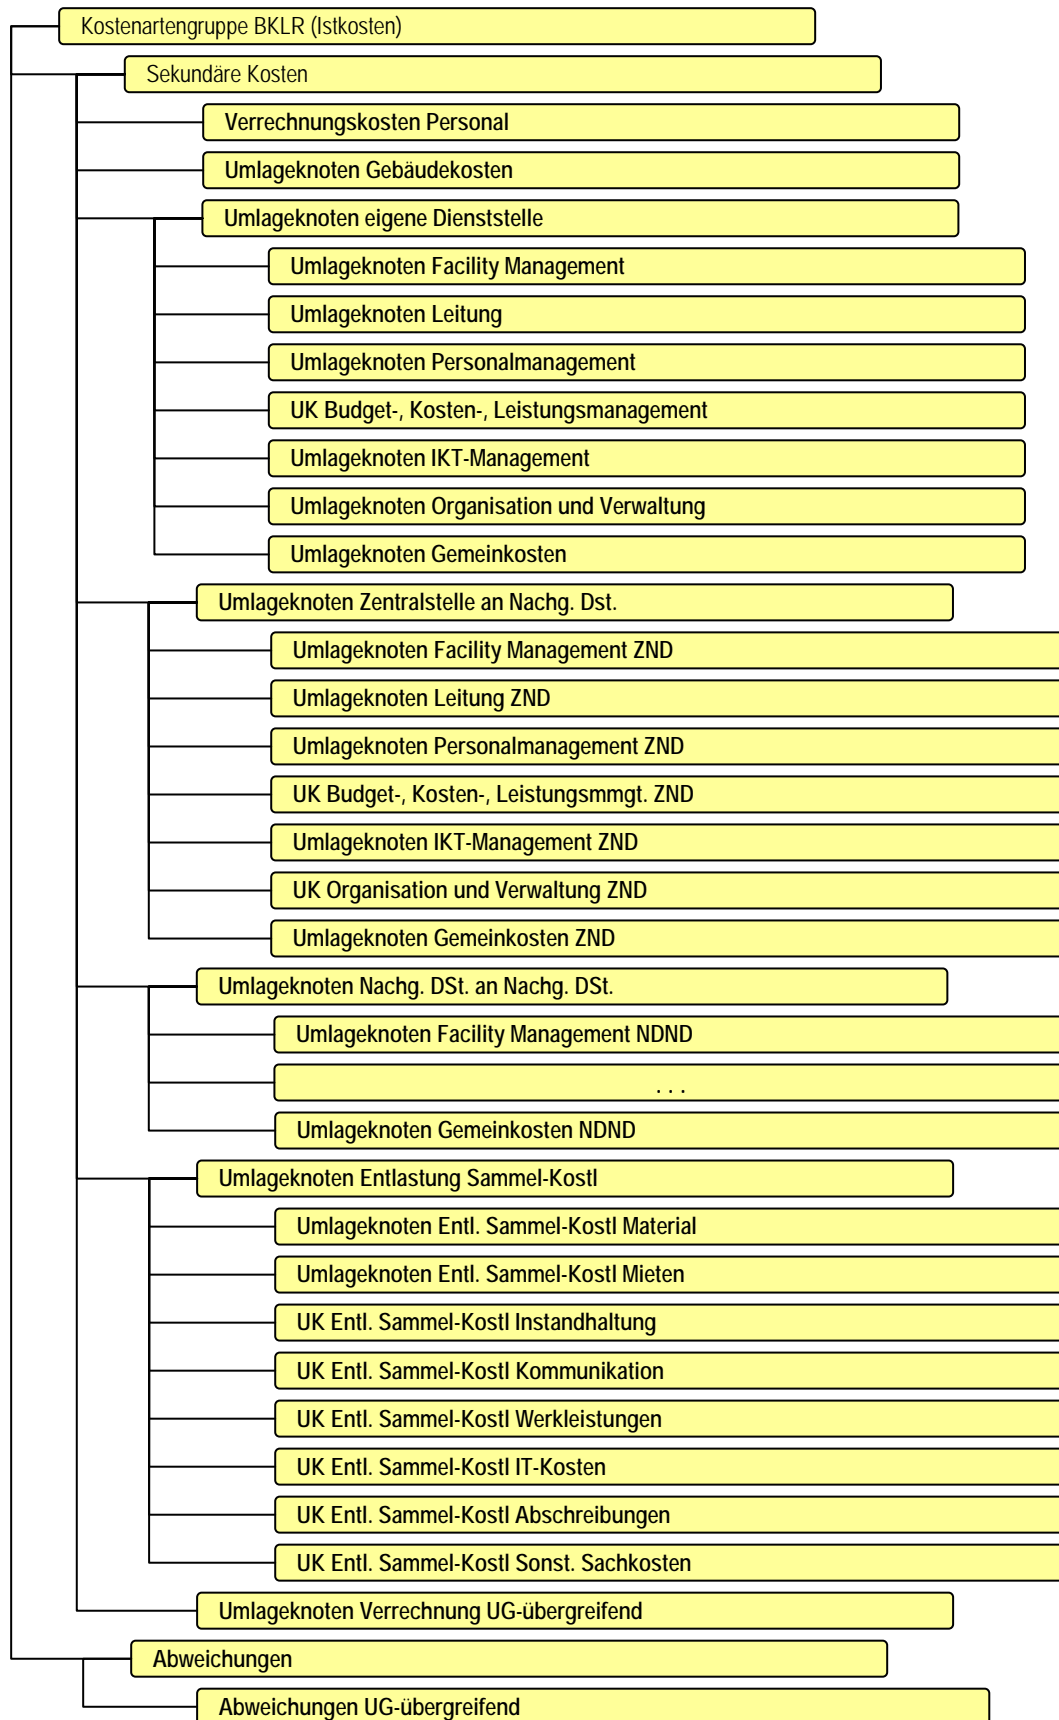 Kostenartengruppe BKLR (Istkosten)
Sekundäre Kosten
Verrechnungskosten Personal
Umlageknoten Gebäudekosten
Umlageknoten eigene Dienststelle
Umlageknoten Facility Management
Umlageknoten Leitung
Umlageknoten Personalmanagement
UK Budget-, Kosten-, Leistungsmanagement
Umlageknoten IKT-Management
Umlageknoten Organisation und Verwaltung
Umlageknoten Gemeinkosten
Umlageknoten Zentralstelle an Nachg. Dst.
Umlageknoten Facility Management ZND
Umlageknoten Leitung ZND
Umlageknoten Personalmanagement ZND
UK Budget-, Kosten-, Leistungsmmgt. ZND
Umlageknoten IKT-Management ZND
UK Organisation und Verwaltung ZND
Umlageknoten Gemeinkosten ZND
Umlageknoten Nachg. DSt. an Nachg. DSt.
Umlageknoten Facility Management NDND
. . .
Umlageknoten Gemeinkosten NDND
Umlageknoten Entlastung Sammel-Kostl
Umlageknoten Entl. Sammel-Kostl Material
Umlageknoten Entl. Sammel-Kostl Mieten
UK Entl. Sammel-Kostl Instandhaltung
UK Entl. Sammel-Kostl Kommunikation
UK Entl. Sammel-Kostl Werkleistungen
UK Entl. Sammel-Kostl IT-Kosten
UK Entl. Sammel-Kostl Abschreibungen
UK Entl. Sammel-Kostl Sonst. Sachkosten
Umlageknoten Verrechnung UG-übergreifend
Abweichungen
Abweichungen UG-übergreifend